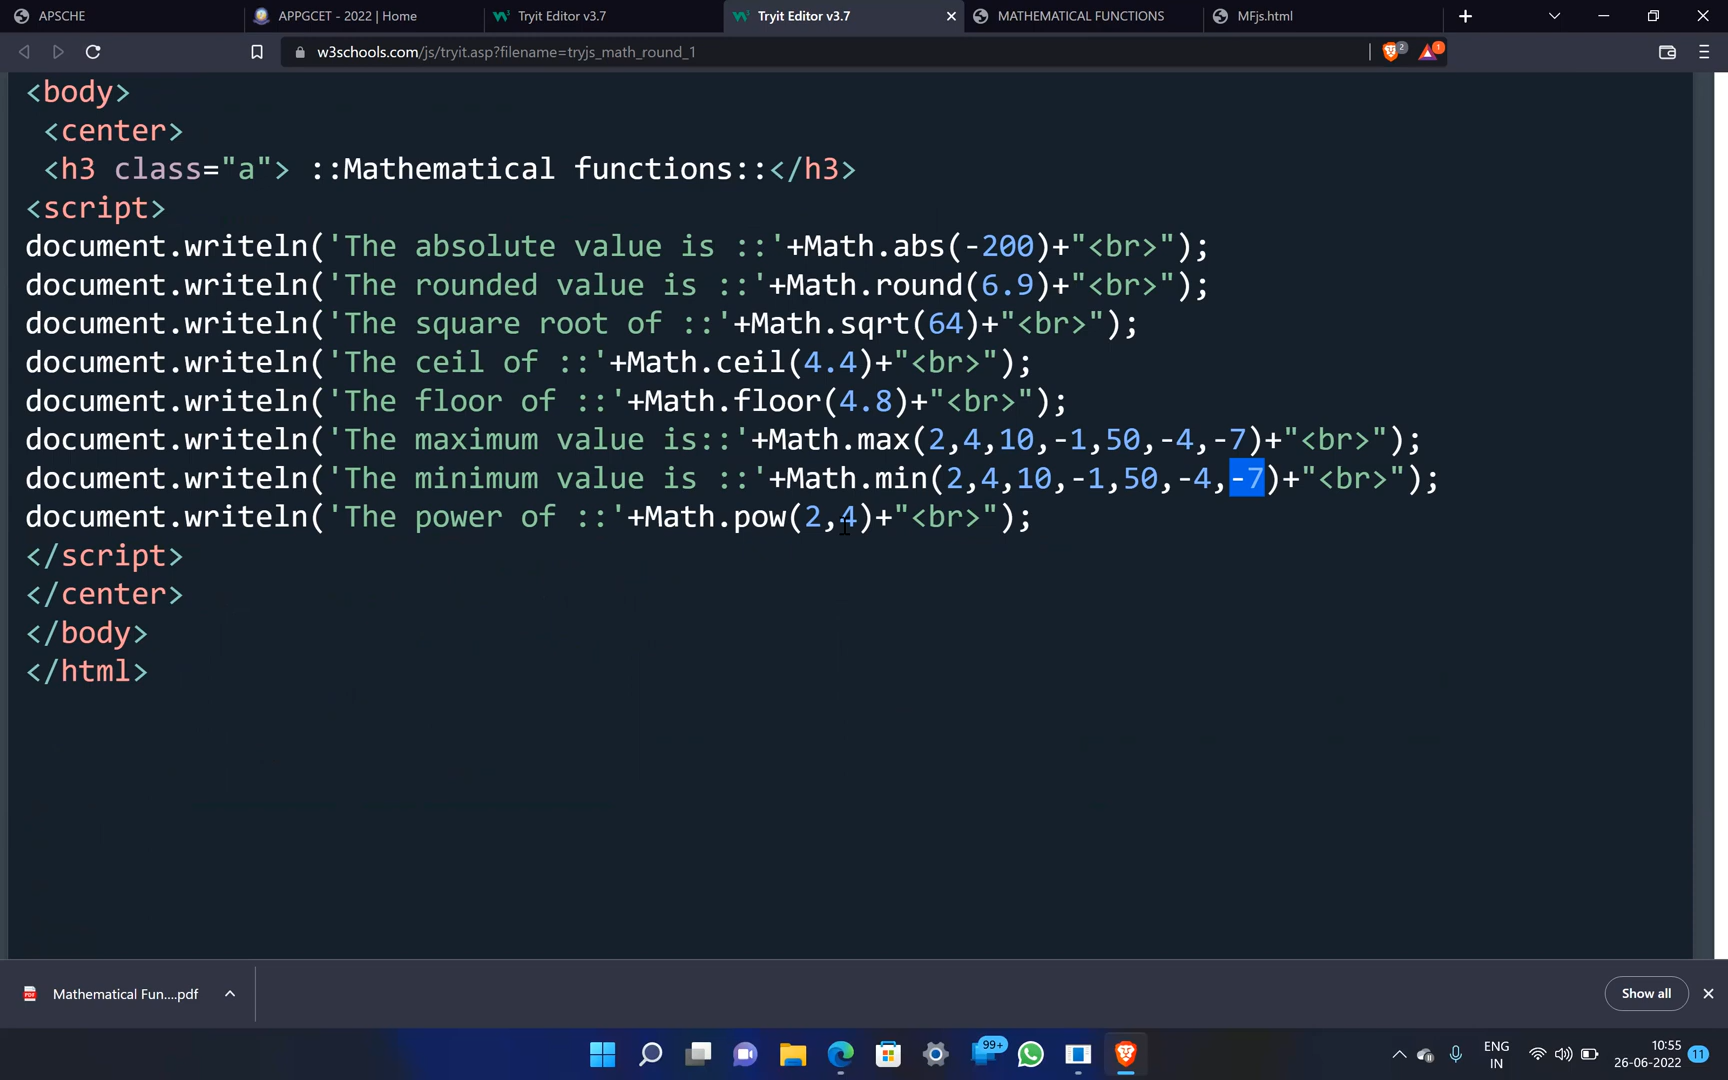 APSCHE
APPGCET - 2022 | Home
Tryit Editor v3.7
Tryit Editor v3.7
MATHEMATICAL FUNCTIONS
MFjs.html
w3schools.com/js/tryit.asp?filename=tryjs_math_round_1
2
1
<body>
<center>
<h3 class="a"> ::Mathematical functions::</h3>
<script>
document.writeln('The absolute value is ::'+Math.abs(-200)+"<br>");
document.writeln('The rounded value is ::'+Math.round(6.9)+"<br>");
document.writeln('The square root of ::'+Math.sqrt(64)+"<br>");
document.writeln('The ceil of ::'+Math.ceil(4.4)+"<br>");
document.writeln('The floor of ::'+Math.floor(4.8)+"<br>");
document.writeln('The maximum value is::'+Math.max(2,4,10,-1,50,-4,-7)+"<br>");
document.writeln('The minimum value is ::'+Math.min(2,4,10,-1,50,-4,-7)+"<br>");
document.writeln('The power of ::'+Math.pow(2,4)+"<br>");
</script>
</center>
</body>
</html>
PDF
Mathematical Fun....pdf
Show all
99+
ENG
IN
10:55
26-06-2022
11